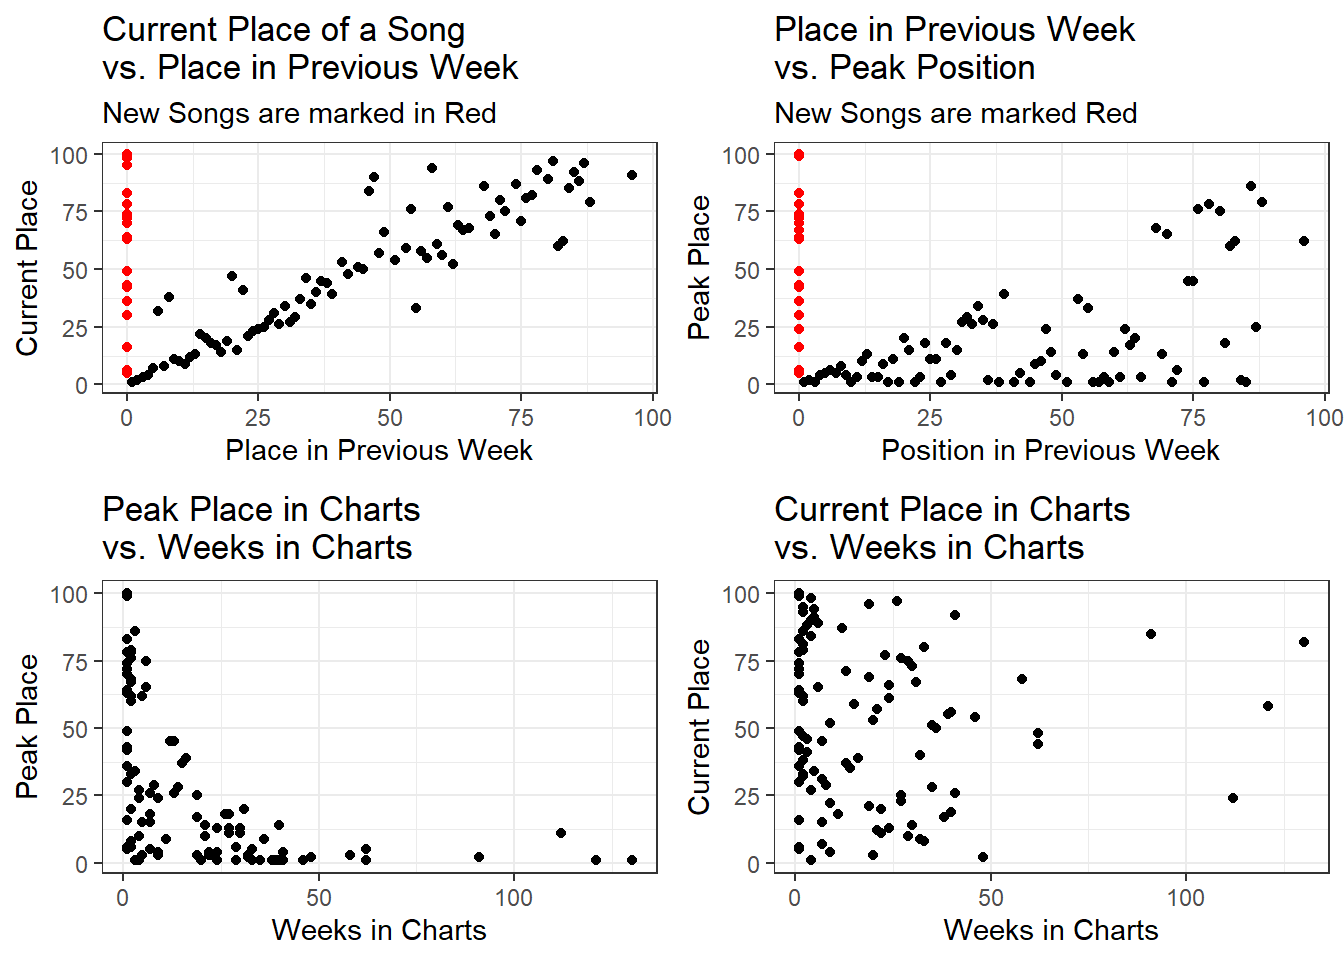 Current Place of a Song
vs. Place in Previous Week
New Songs are marked in Red
100
75
50
25
0
Current Place
0
25
50
75
100
Place in Previous Week
Place in Previous Week
vs. Peak Position
New Songs are marked Red
100
75
50
25
0
Peak Place
0
25
50
75
100
Position in Previous Week
Peak Place in Charts
vs. Weeks in Charts
100
75
50
25
0
Peak Place
0
50
100
Weeks in Charts
Current Place in Charts
vs. Weeks in Charts
100
75
50
25
0
Current Place
0
50
100
Weeks in Charts